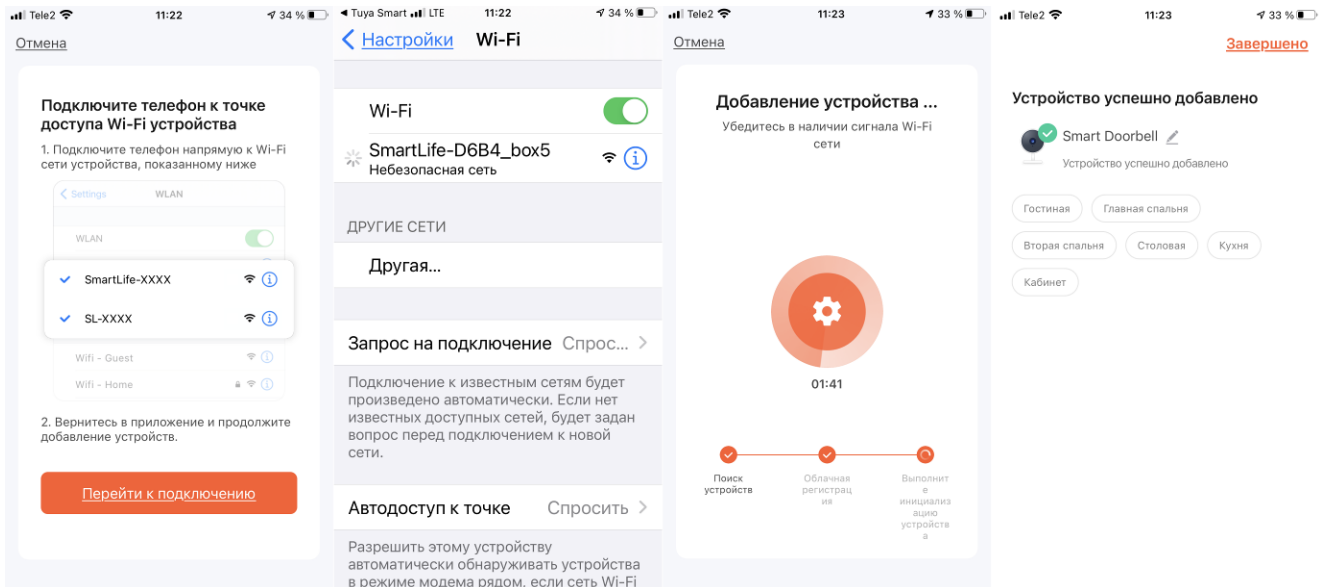 Tele2 11:22 34 %
Отмена
Подключите телефон к точке
доступа Wi-Fi устройства
1. Подключите телефон напрямую к Wi-Fi
сети устройства, показанному ниже
Settings WLAN
WLAN
SmartLife-XXXX
SL-XXXX
Wifi - Guest
Wifi - Home
2. Вернитесь в приложение и продолжите
добавление устройств.
Перейти к подключению
Tuya Smart LTE 11:22 34 %
Настройки Wi-Fi
Wi-Fi
SmartLife-D6B4_box5
Небезопасная сеть
ДРУГИЕ СЕТИ
Другая...
Запрос на подключение Спрос...
Подключение к известным сетям будет
произведено автоматически. Если нет
известных доступных сетей, будет задан
вопрос перед подключением к новой
сети.
Автодоступ к точке Спросить
Разрешить этому устройству
автоматически обнаруживать устройства
в режиме модема рядом, если сеть Wi-Fi
Tele2 11:23 33 %
Отмена
Добавление устройства ...
Убедитесь в наличии сигнала Wi-Fi
сети
01:41
Поиск
устройств
Облачная
регистрац
ия
Выполнит
е
инициализ
ацию
устройств
а
Tele2 11:23 33 %
Завершено
Устройство успешно добавлено
Smart Doorbell
Устройство успешно добавлено
Гостиная Главная спальня
Вторая спальня Столовая Кухня
Кабинет